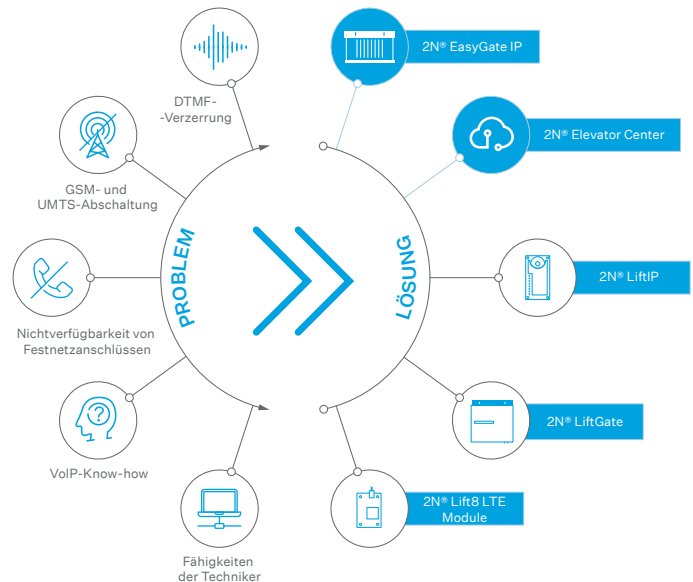 DTMF-
-Verzerrung
GSM- und
UMTS-Abschaltung
Nichtverfügbarkeit von
Festnetzanschlüssen
VoIP-Know-how
Fähigkeiten
der Techniker
PROBLEM
LÖSUNG
2N® EasyGate IP
2N® Elevator Center
2N® LiftIP
2N® LiftGate
2N® Lift8 LTE
Module